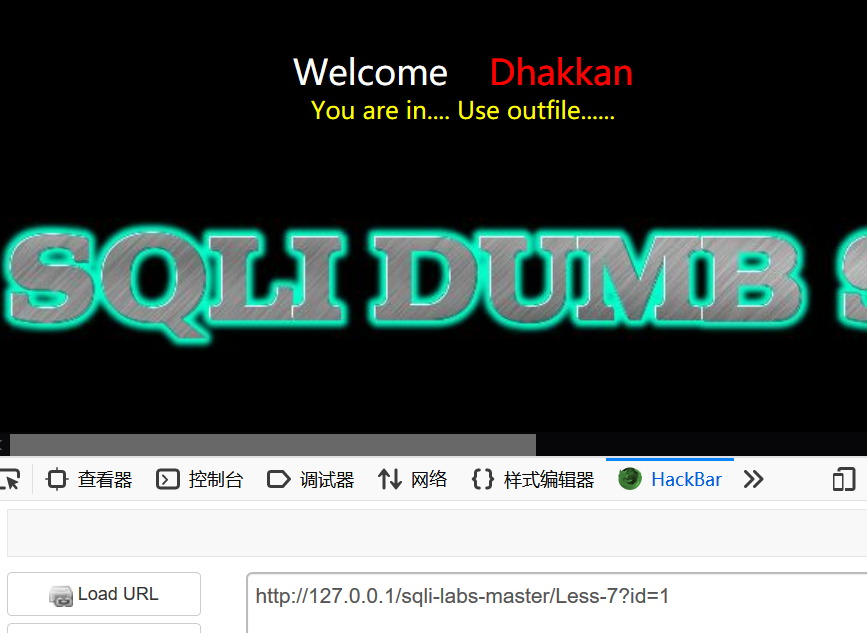 Welcome Dhakkan
You are in.... Use outfile......
SQLI DUMB S
查看器 控制台 调试器 网络 样式编辑器 HackBar
Load URL
http://127.0.0.1/sqli-labs-master/Less-7?id=1